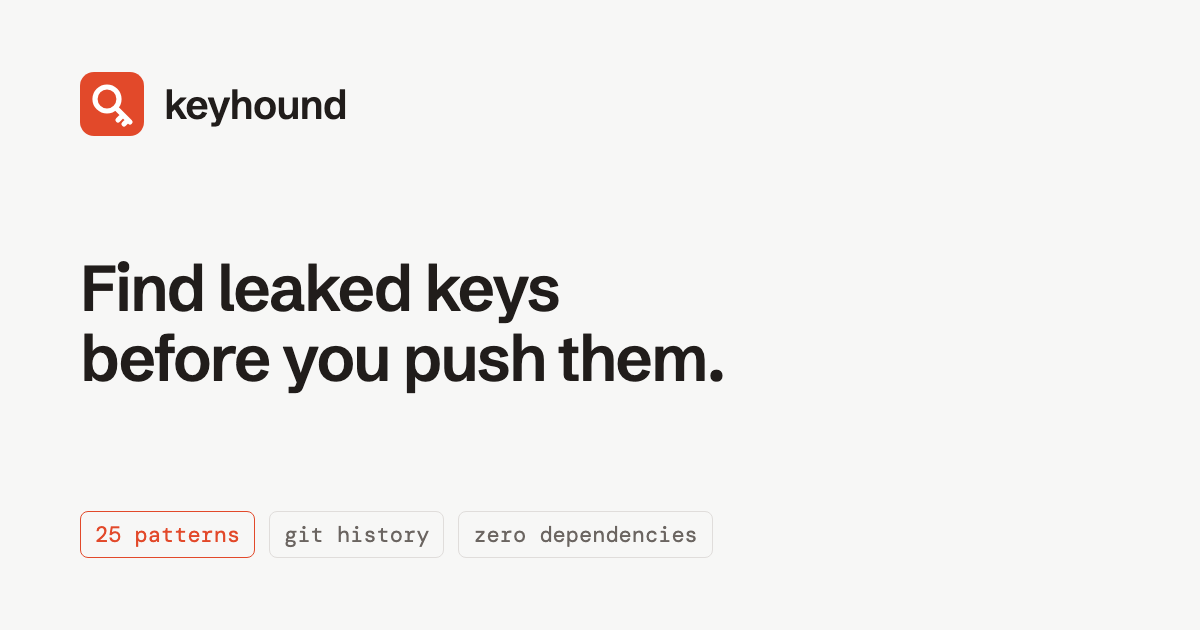 keyhound
Find leaked keys
before you push them.
25 patterns
git history
zero dependencies